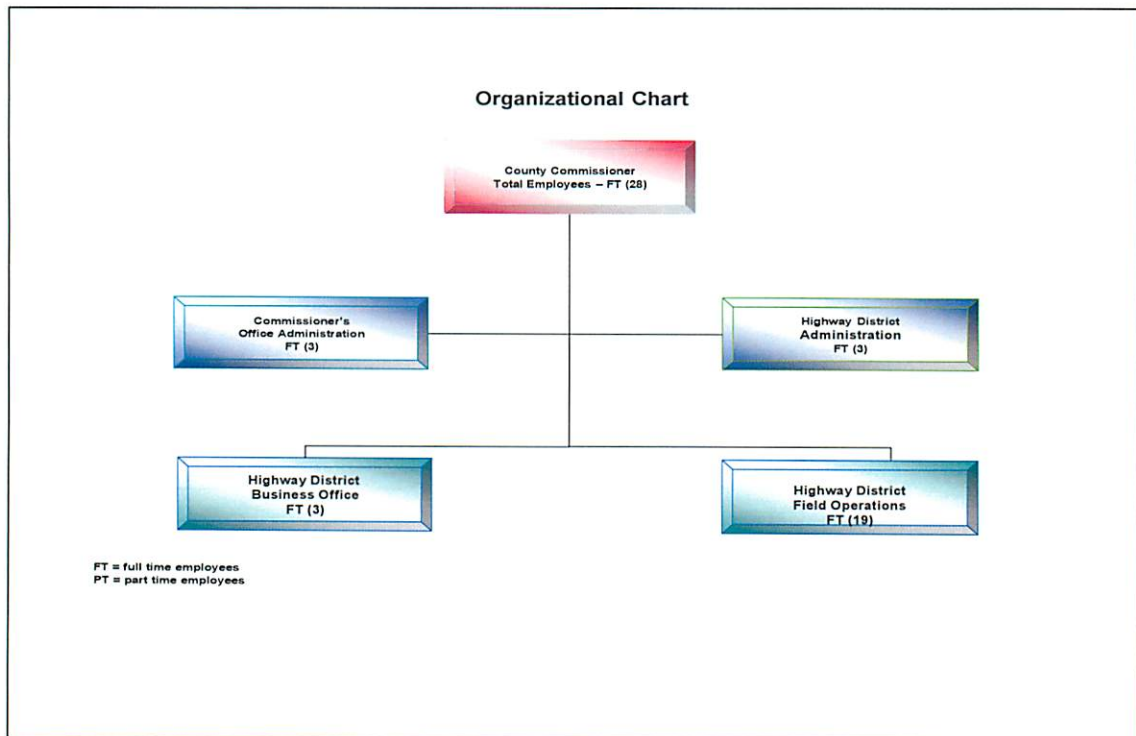 Organizational Chart
County Commissioner
Total Employees – FT (28)
Commissioner's
Office Administration
FT (3)
Highway District
Administration
FT (3)
Highway District
Business Office
FT (3)
Highway District
Field Operations
FT (19)
FT = full time employees
PT = part time employees